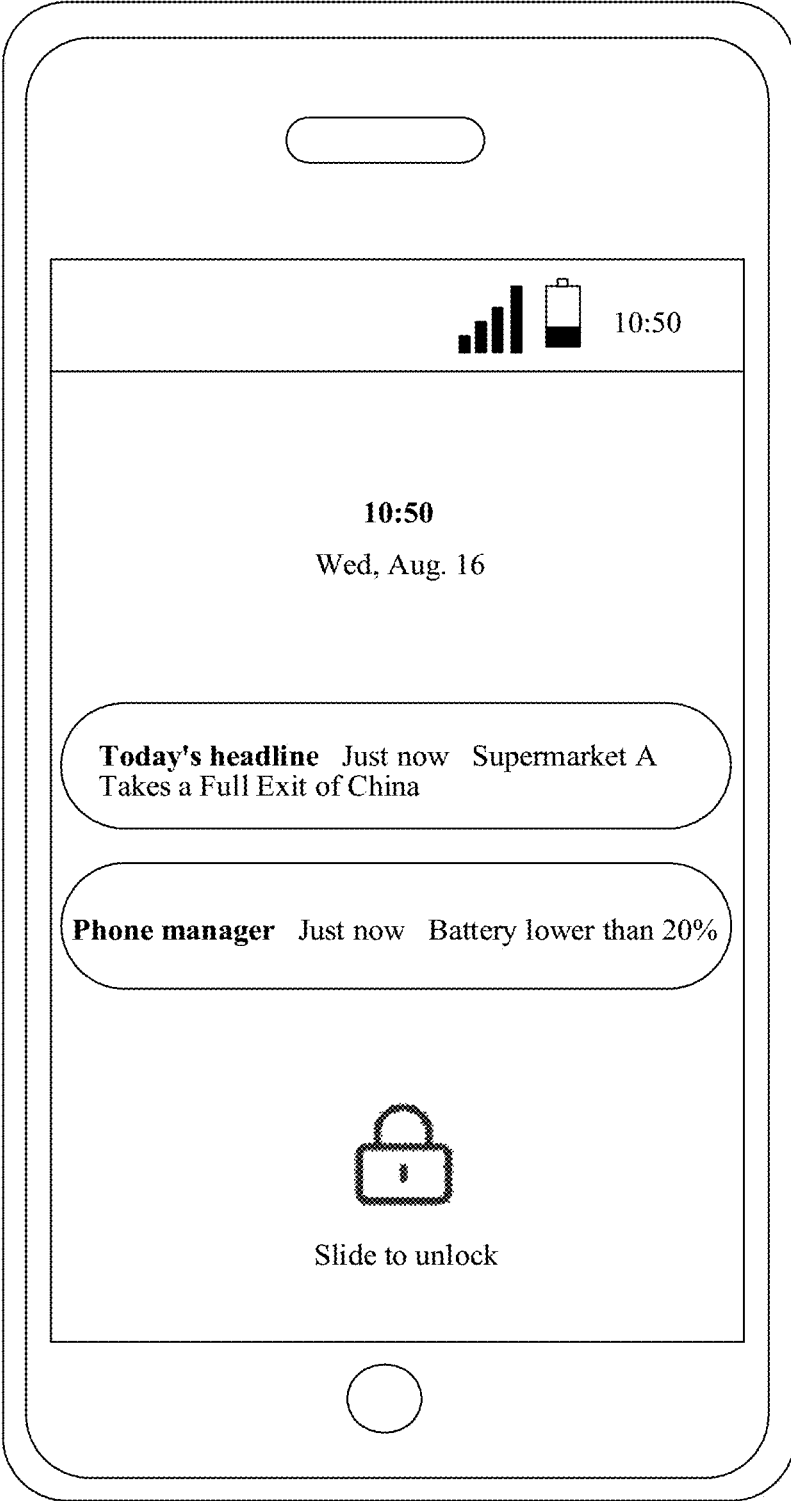 10:50
10:50
Wed, Aug. 16
Today's headline Just now Supermarket A
Takes a Full Exit of China
Phone manager Just now Battery lower than 20%
Slide to unlock